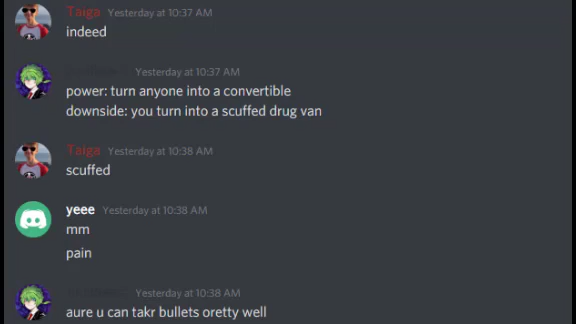 Taiga Yesterday at 10:37 AM
indeed
Yesterday at 10:37 AM
power: turn anyone into a convertible
downside: you turn into a scuffed drug van
Taiga Yesterday at 10:38 AM
scuffed
yeee Yesterday at 10:38 AM
mm
pain
Yesterday at 10:38 AM
aure u can takr bullets oretty well